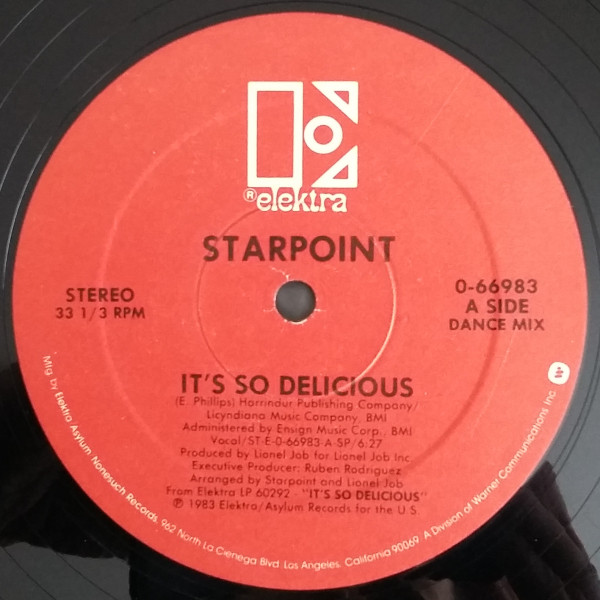 ® elektra
STARPOINT
STEREO
33 1/3 RPM
0-66983
A SIDE
DANCE MIX
IT'S SO DELICIOUS
(E. Phillips) Harrindur Publishing Company/
Licyndiana Music Company, BMI
Administered by Ensign Music Corp., BMI
Vocal/ST-E-0-66983-A-SP/6:27
Produced by Lionel Job for Lionel Job Inc.
Executive Producer: Ruben Rodriguez
Arranged by Starpoint and Lionel Job
From Elektra LP 60292 - "IT'S SO DELICIOUS"
℗ 1983 Elektra/Asylum Records for the U.S.
Mfg. by Elektra Asylum Nonesuch Records, 962 North La Cienega Blvd. Los Angeles, California 90069 A Division of Warner Communications Inc.